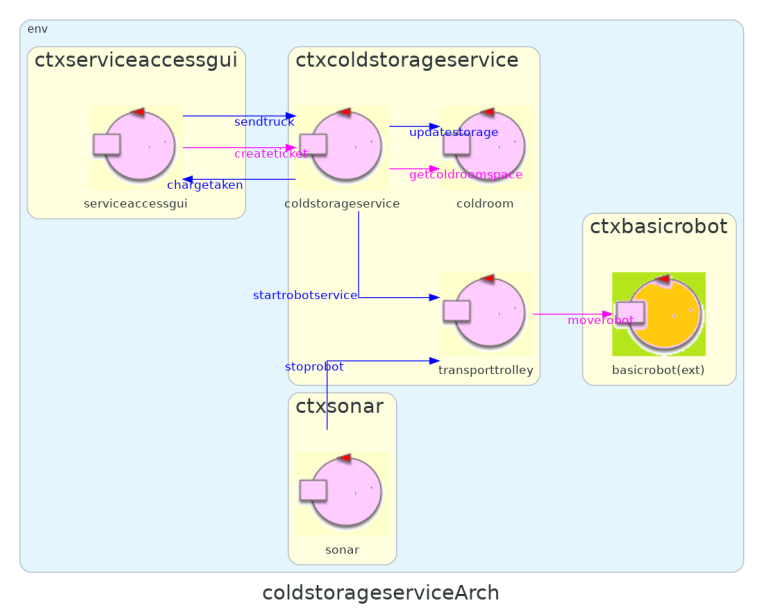 env
ctxserviceaccessgui
ctxcoldstorageservice
sendtruck
updatestorage
createticket
getcoldroomspace
chargetaken
serviceaccessgui
coldstorageservice
coldroom
ctxbasicrobot
startrobotservice
moverobot
stoprobot
transporttrolley
basicrobot(ext)
ctxsonar
sonar
coldstorageserviceArch